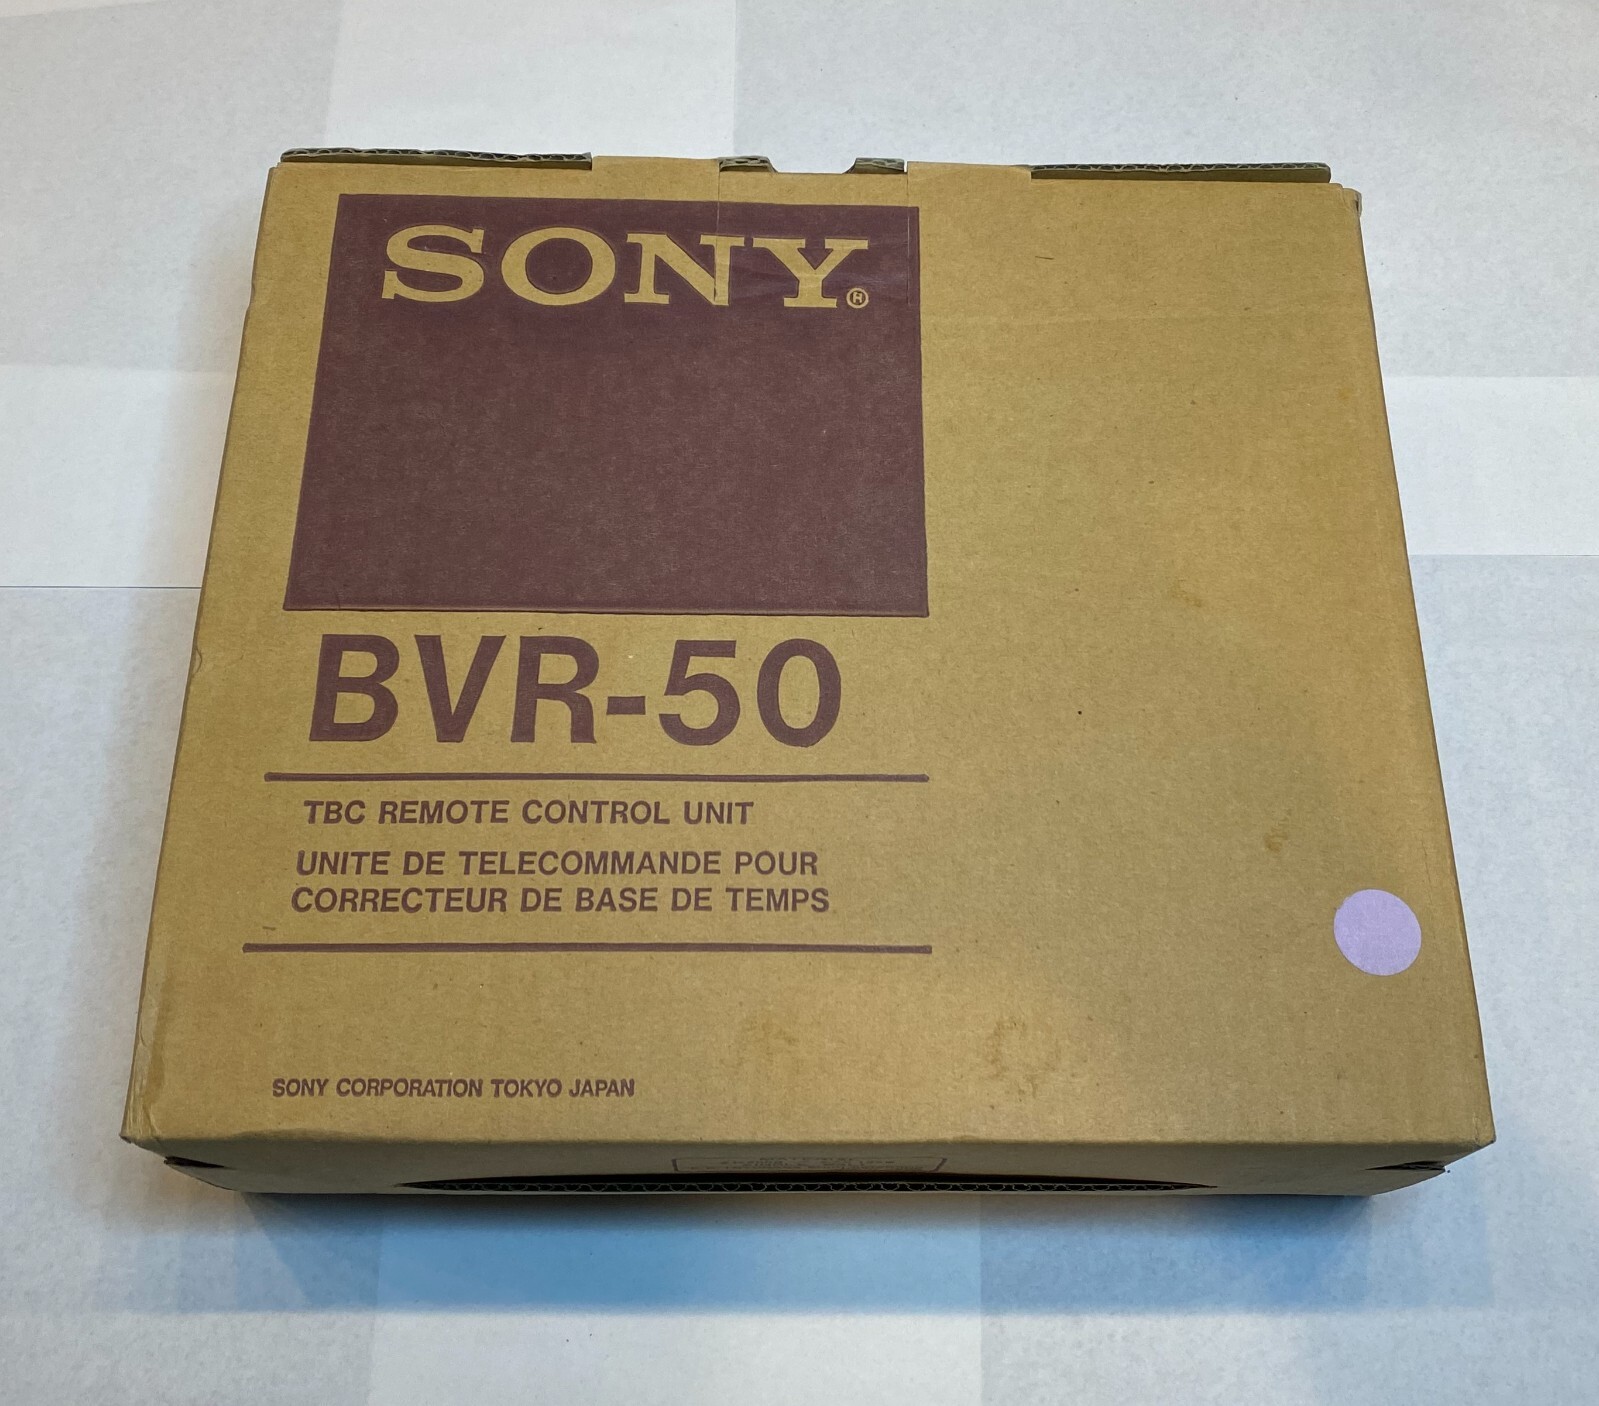 SONY®
BVR-50
TBC REMOTE CONTROL UNIT
UNITE DE TELECOMMANDE POUR
CORRECTEUR DE BASE DE TEMPS
SONY CORPORATION TOKYO JAPAN